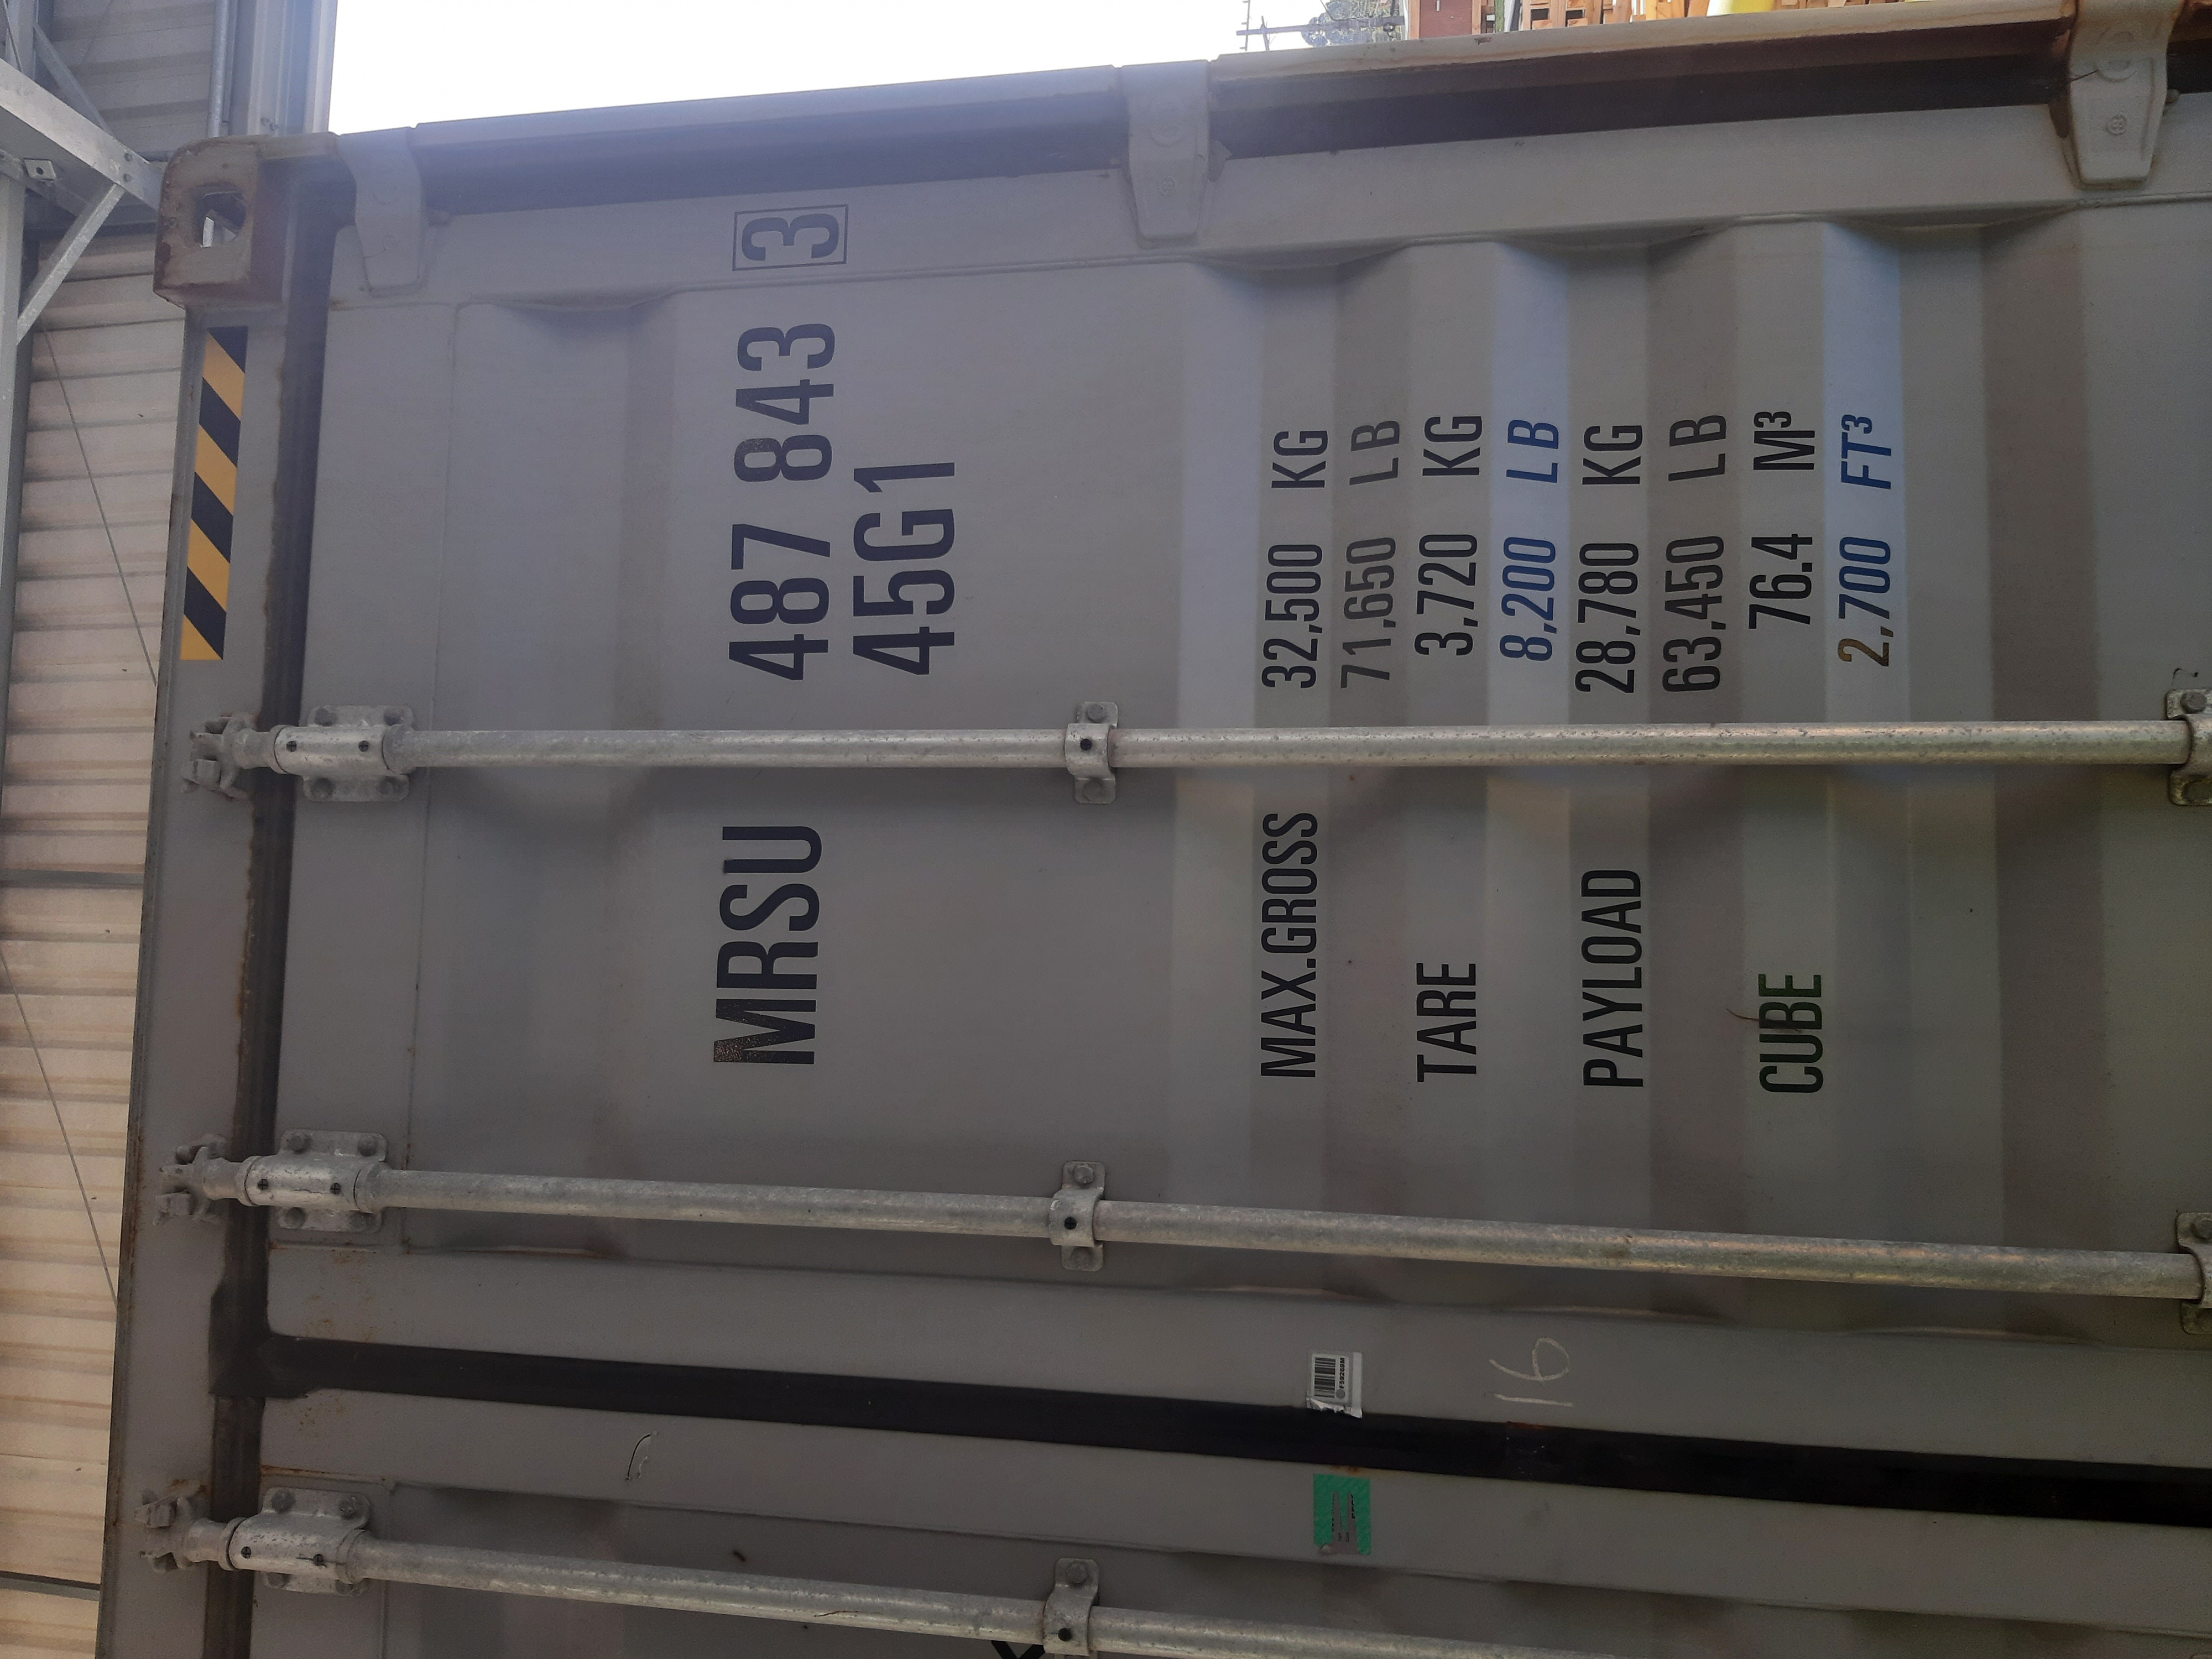 MRSU 487 843 3
45G1
MAX.GROSS 32,500 KG
71,650 LB
TARE 3,720 KG
8,200 LB
PAYLOAD 28,780 KG
63,450 LB
CUBE 76.4 M³
2,700 FT³
16